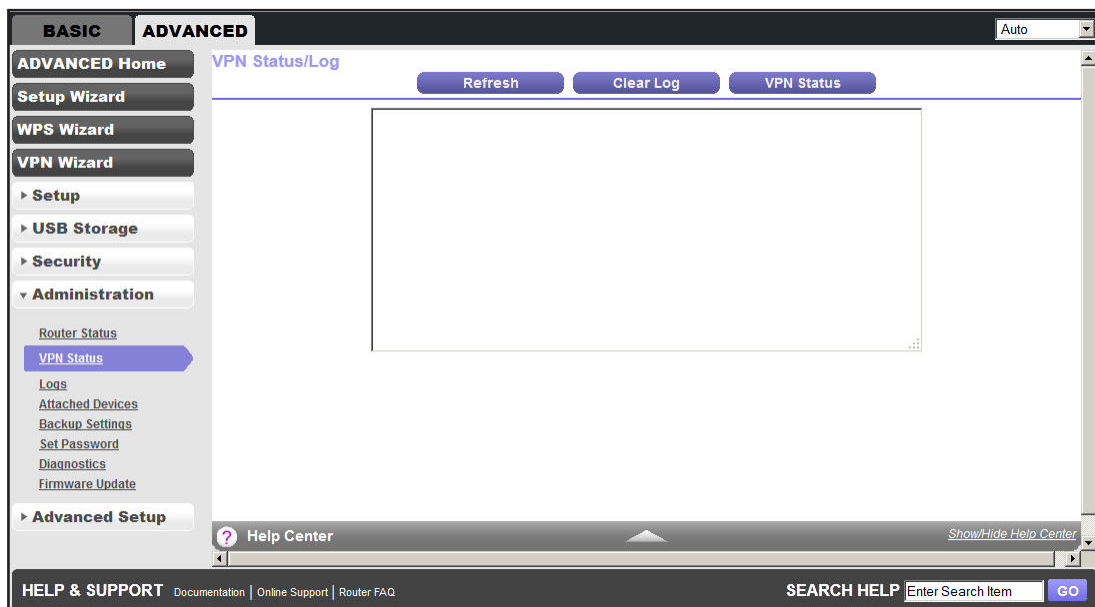 BASIC ADVANCED Auto
ADVANCED Home
Setup Wizard
WPS Wizard
VPN Wizard
Setup
USB Storage
Security
Administration
Router Status
VPN Status
Logs
Attached Devices
Backup Settings
Set Password
Diagnostics
Firmware Update
Advanced Setup
VPN Status/Log
Refresh Clear Log VPN Status
? Help Center Show/Hide Help Center
HELP & SUPPORT Documentation | Online Support | Router FAQ SEARCH HELP Enter Search Item GO